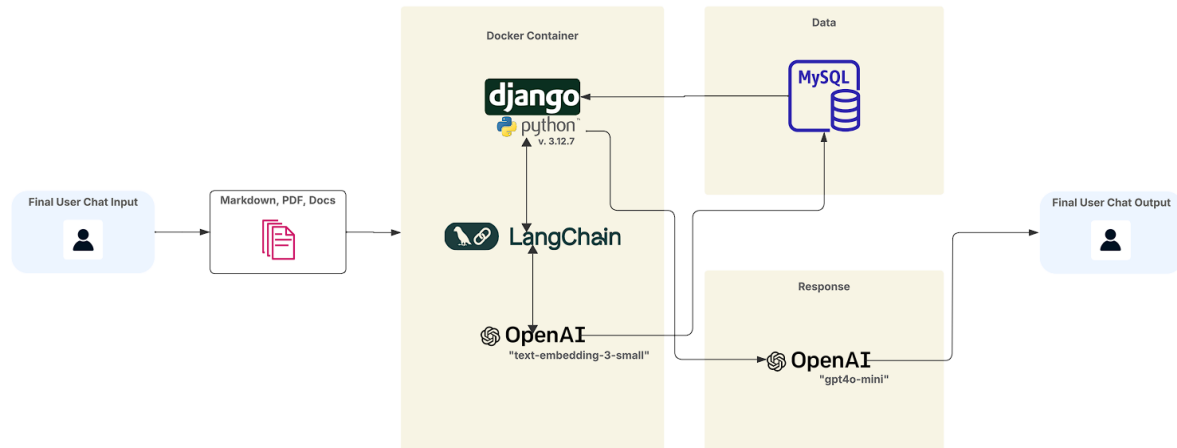 Docker Container
Data
django
python™
v. 3.12.7
MySQL
Final User Chat Input
Markdown, PDF, Docs
LangChain
Final User Chat Output
Response
OpenAI
"text-embedding-3-small"
OpenAI
"gpt4o-mini"